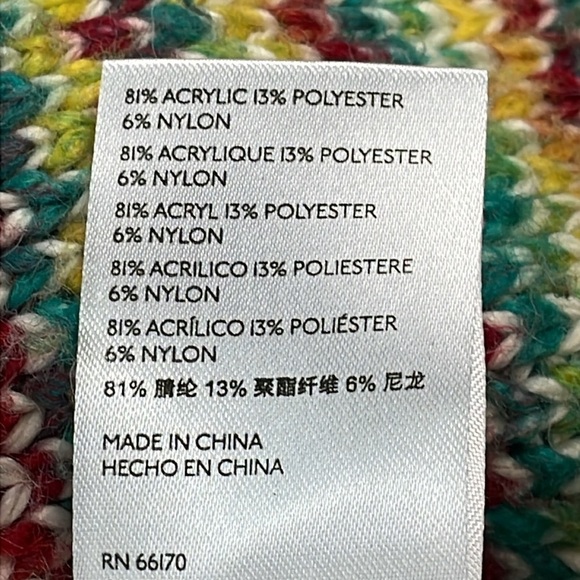 81% ACRYLIC 13% POLYESTER
6% NYLON
81% ACRYLIQUE 13% POLYESTER
6% NYLON
81% ACRYL 13% POLYESTER
6% NYLON
81% ACRILICO 13% POLIESTERE
6% NYLON
81% ACRÍLICO 13% POLIÉSTER
6% NYLON
81% 腈纶 13% 聚酯纤维 6% 尼龙
MADE IN CHINA
HECHO EN CHINA
RN 66170